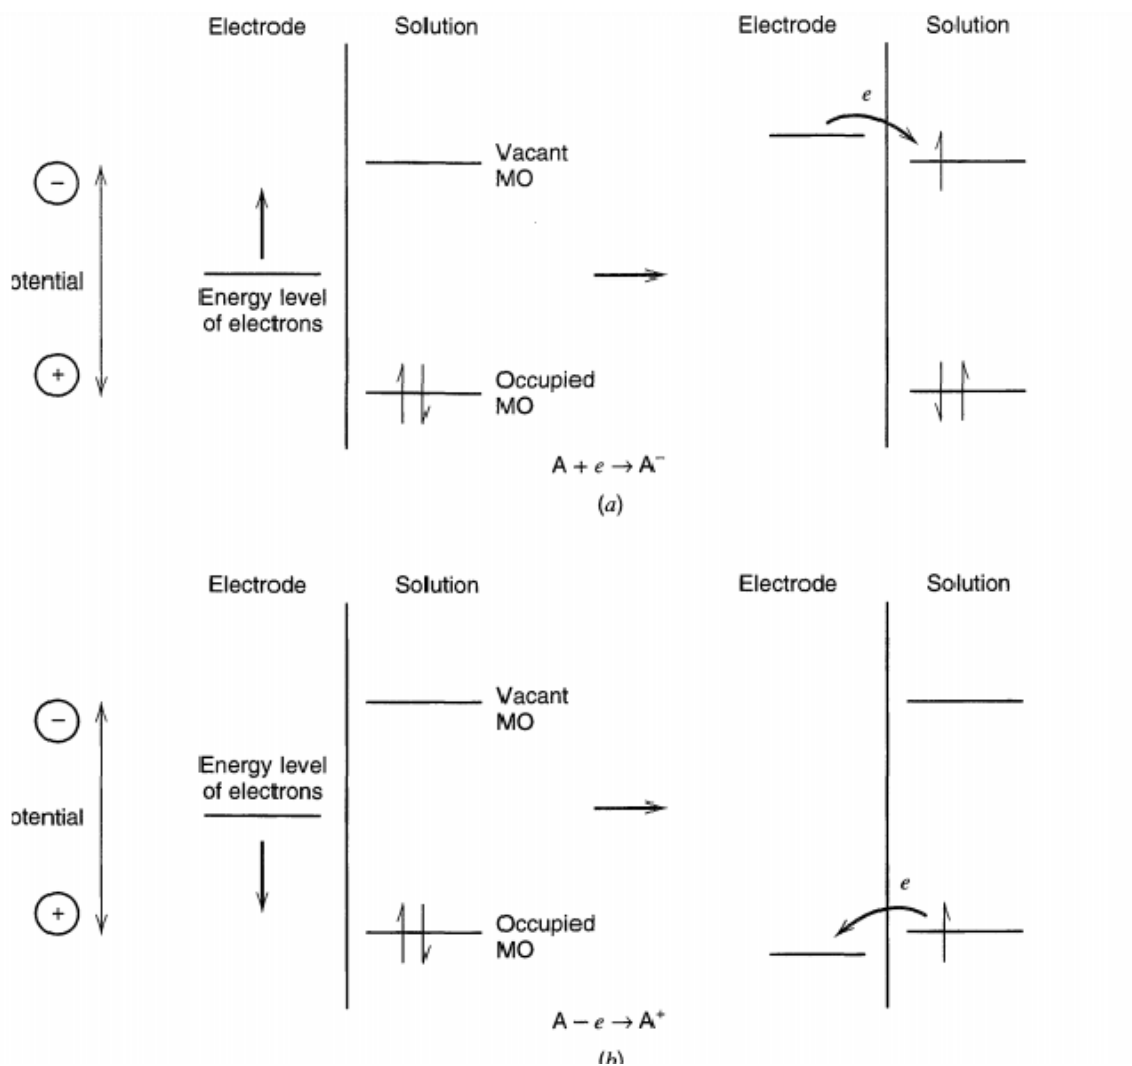 Electrode Solution Electrode Solution
e
Vacant
MO
−
otential
Energy level
of electrons
+
Occupied
MO
A + e → A⁻
(a)
Electrode Solution Electrode Solution
Vacant
MO
−
Energy level
of electrons
otential
e
+
Occupied
MO
A − e → A⁺
(b)